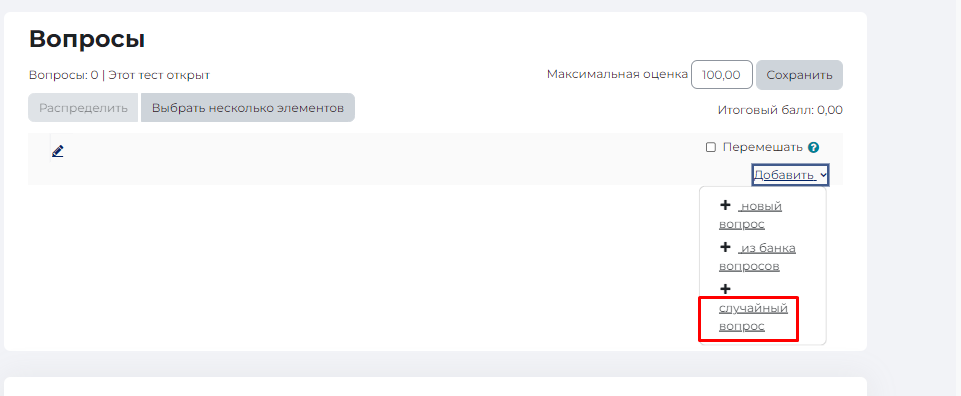 Вопросы
Вопросы: 0 | Этот тест открыт
Максимальная оценка 100,00 Сохранить
Распределить Выбрать несколько элементов
Итоговый балл: 0,00
Перемешать ?
Добавить
новый
вопрос
из банка
вопросов
случайный
вопрос